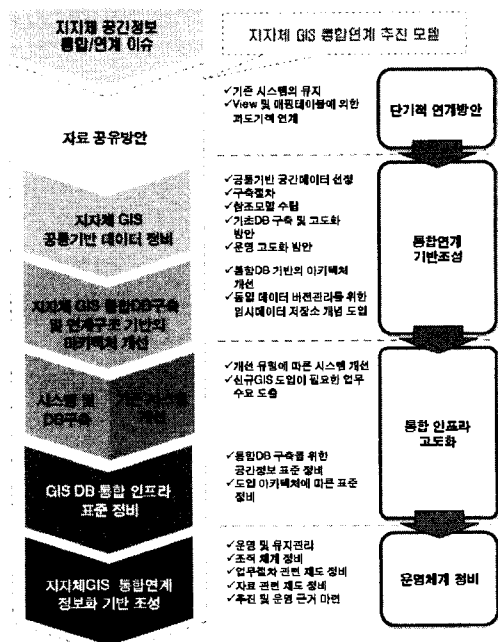 지자체 공간정보
통합/연계 이슈
지자체 GIS 통합연계 추진 모델
자료 공유방안
✓기존 시스템의 유지
✓View 및 매핑테이블에 의한
과도기적 연계
단기적 연계방안
지자체 GIS
공통기반 데이터 정비
✓공통기반 공간데이터 선정
✓구축절차
✓참조모델 수립
✓기초DB 구축 및 고도화
방안
✓운영 고도화 방안
통합연계
기반조성
지자체 GIS 통합DB구축
및 연계구조 기반의
아키텍처 개선
✓통합DB 기반의 아키텍처
개선
✓동일 데이터 버전관리를 위한
임시데이터 저장소 개념 도입
시스템 및
DB구축
기존 시스템
개선
✓개선 유형에 따른 시스템 개선
✓신규GIS 도입이 필요한 업무
수요 도출
통합 인프라
고도화
GIS DB 통합 인프라
표준 정비
✓통합DB 구축을 위한
공간정보 표준 정비
✓도입 아키텍처에 따른 표준
정비
지자체GIS 통합연계
정보화 기반 조성
✓운영 및 유지관리
✓조직 체계 정비
✓업무절차 관련 제도 정비
✓자료 관련 제도 정비
✓추진 및 운영 근거 마련
운영체계 정비